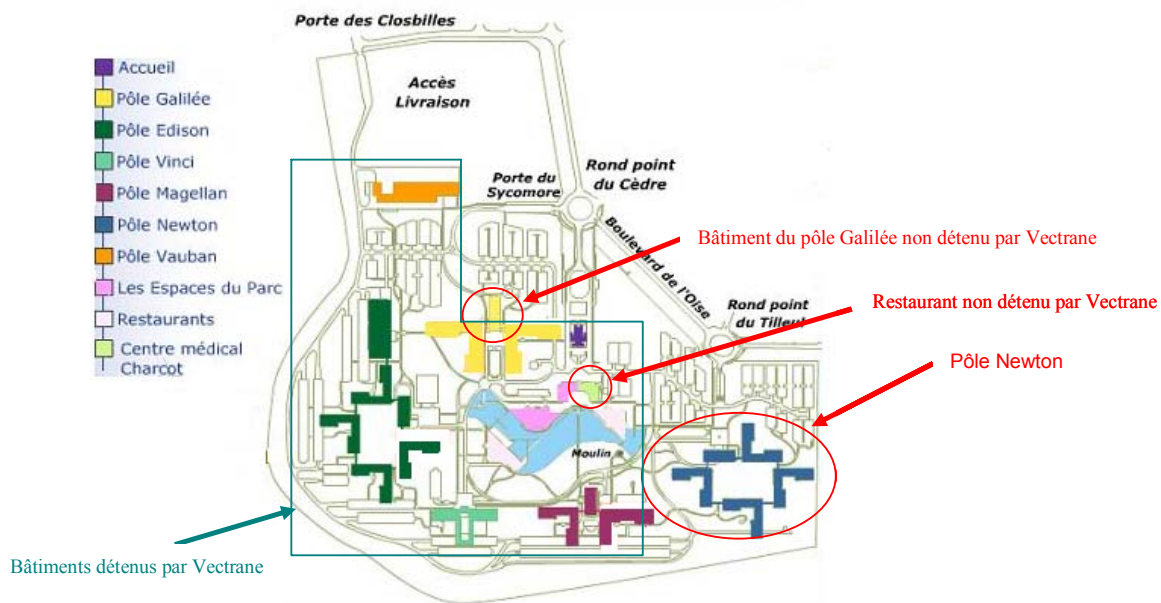 Porte des Closbilles
Accueil
Pôle Galilée
Pôle Edison
Pôle Vinci
Pôle Magellan
Pôle Newton
Pôle Vauban
Les Espaces du Parc
Restaurants
Centre médical
Charcot
Accès
Livraison
Rond point
du Cèdre
Porte du
Sycomore
Boulevard de l'Oise
Bâtiment du pôle Galilée non détenu par Vectrane
Restaurant non détenu par Vectrane
Rond point
du Tilleul
Pôle Newton
Moulin
Bâtiments détenus par Vectrane